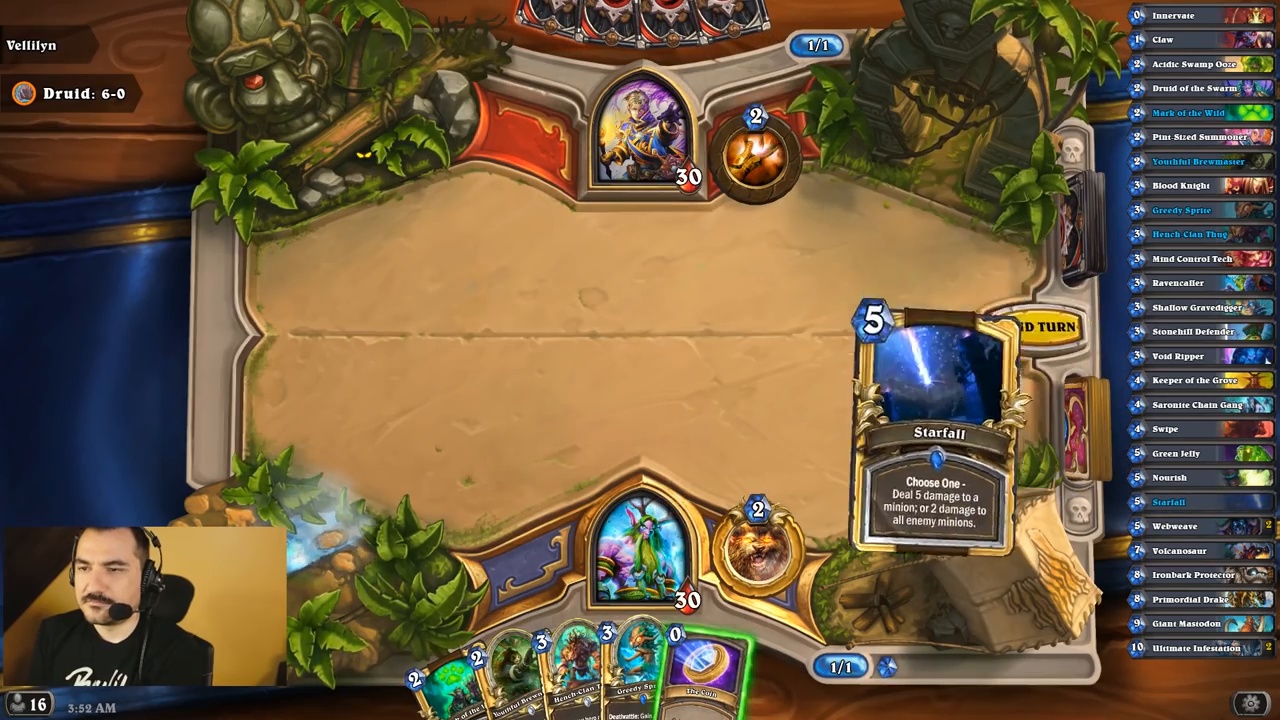 Vellilyn
Druid: 6-0
1/1
30
2
END TURN
5
Starfall
Choose One -
Deal 5 damage to a
minion; or 2 damage to
all enemy minions.
2
30
1/1
2
2
3
Hench-Clan
3
Greedy
0
The Coin
16
3:52 AM
0 Innervate
1 Claw
2 Acidic Swamp Ooze
2 Druid of the Swarm
2 Mark of the Wild
2 Pint-Sized Summoner
2 Youthful Brewmaster
3 Blood Knight
3 Greedy Sprite
3 Hench-Clan Thug
3 Mind Control Tech
3 Ravencaller
3 Shallow Gravedigger
3 Stonehill Defender
3 Void Ripper
4 Keeper of the Grove
4 Saronite Chain Gang
4 Swipe
5 Green Jelly
5 Nourish
5 Starfall
5 Webweave 2
7 Volcanosaur
8 Ironbark Protector
8 Primordial Drake
9 Giant Mastodon
10 Ultimate Infestation 2